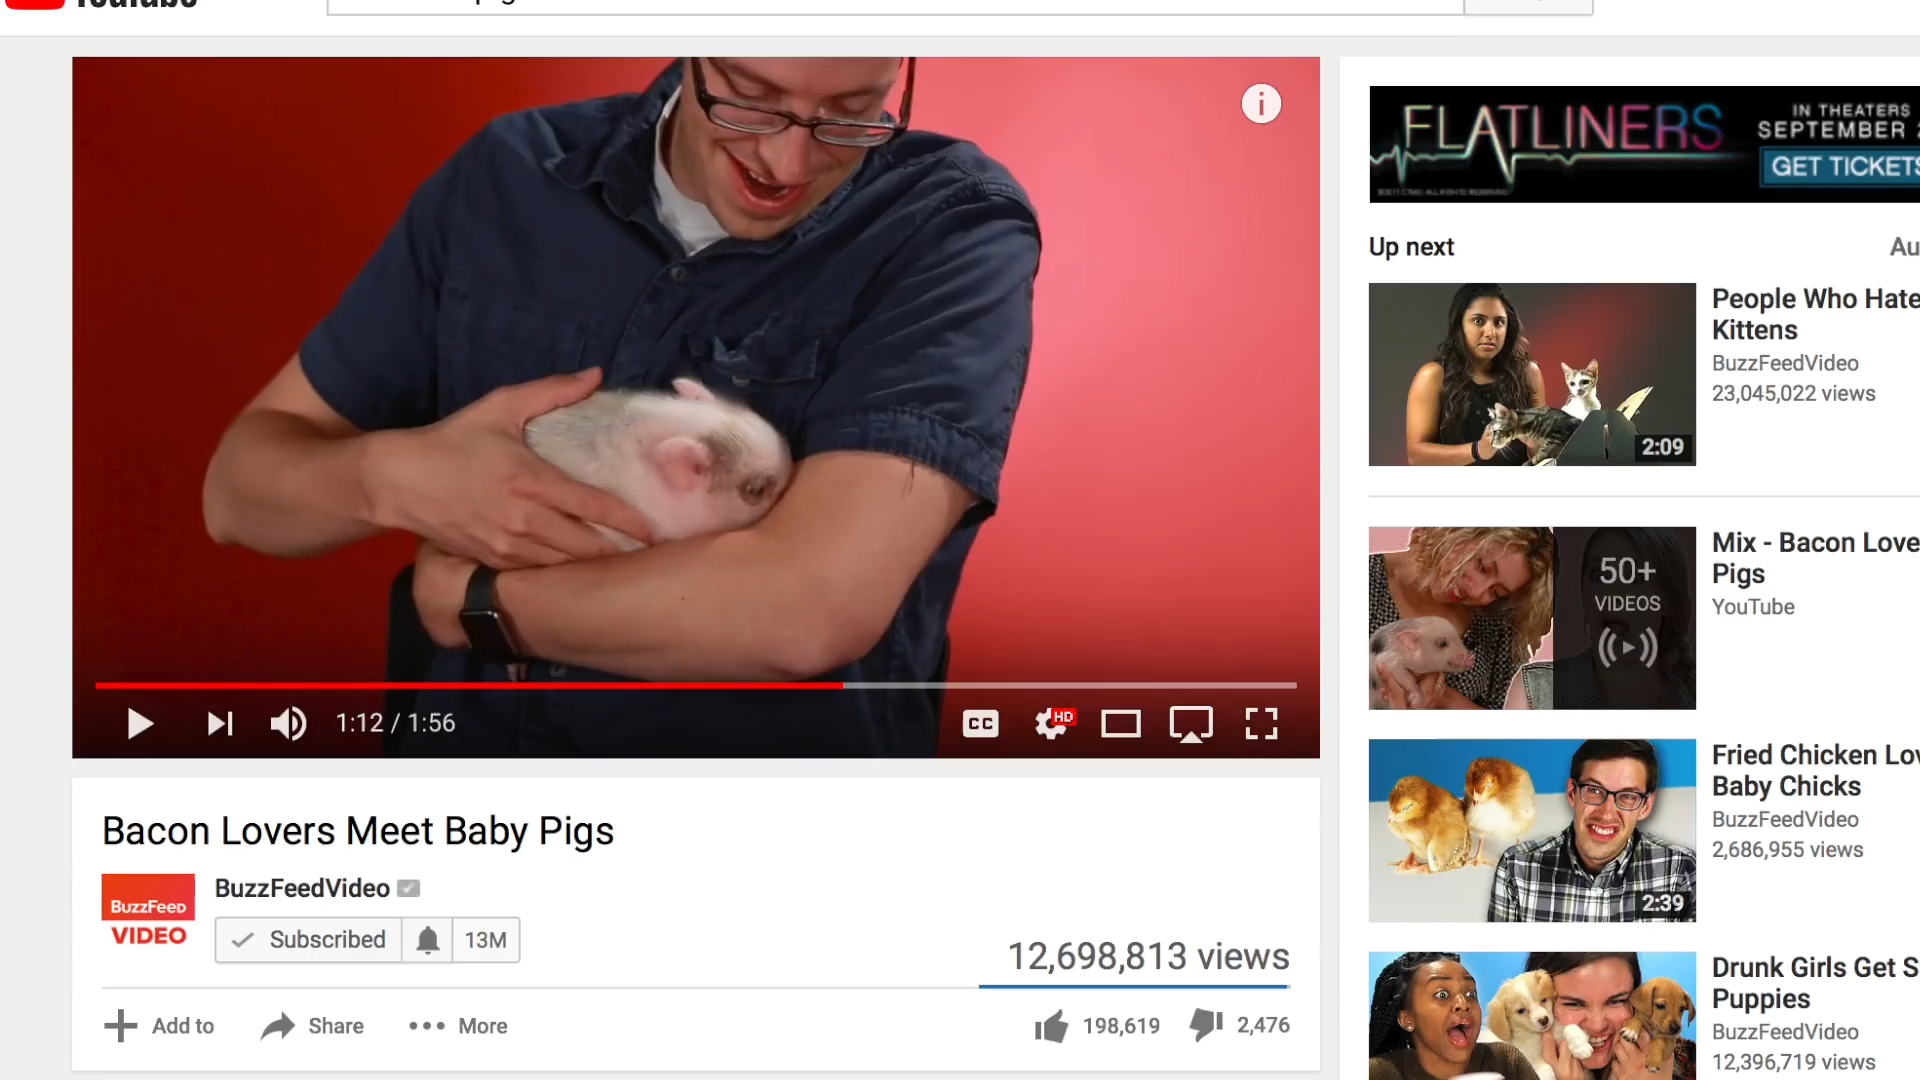 FLATLINERS
IN THEATERS
SEPTEMBER
GET TICKETS
i
Up next
Au
People Who Hate
Kittens
BuzzFeedVideo
23,045,022 views
2:09
Mix - Bacon Love
Pigs
YouTube
50+
VIDEOS
Fried Chicken Lov
Baby Chicks
BuzzFeedVideo
2,686,955 views
2:39
Drunk Girls Get S
Puppies
BuzzFeedVideo
12,396,719 views
1:12 / 1:56
CC
HD
Bacon Lovers Meet Baby Pigs
BuzzFeed
VIDEO
BuzzFeedVideo
Subscribed
13M
12,698,813 views
Add to
Share
More
198,619
2,476